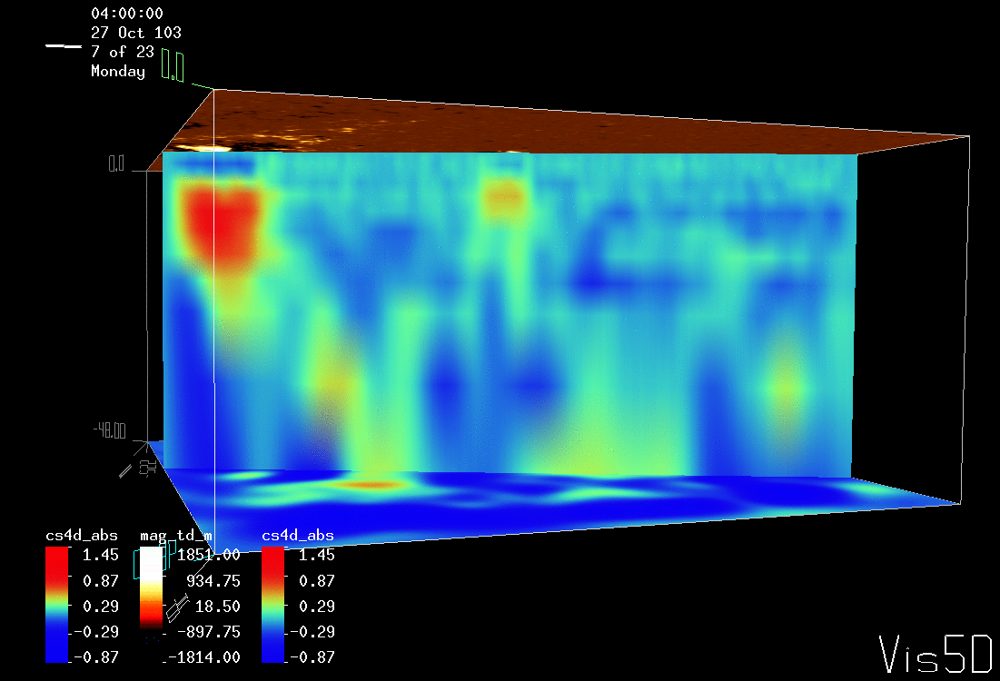 04:00:00
27 Oct 103
7 of 23
Monday
0.0
0.0
-48.00
cs4d_abs mag_td_m cs4d_abs
1.45 1851.00 1.45
0.87 934.75 0.87
0.29 18.50 0.29
-0.29 -897.75 -0.29
-0.87 -1814.00 -0.87
Vis5D